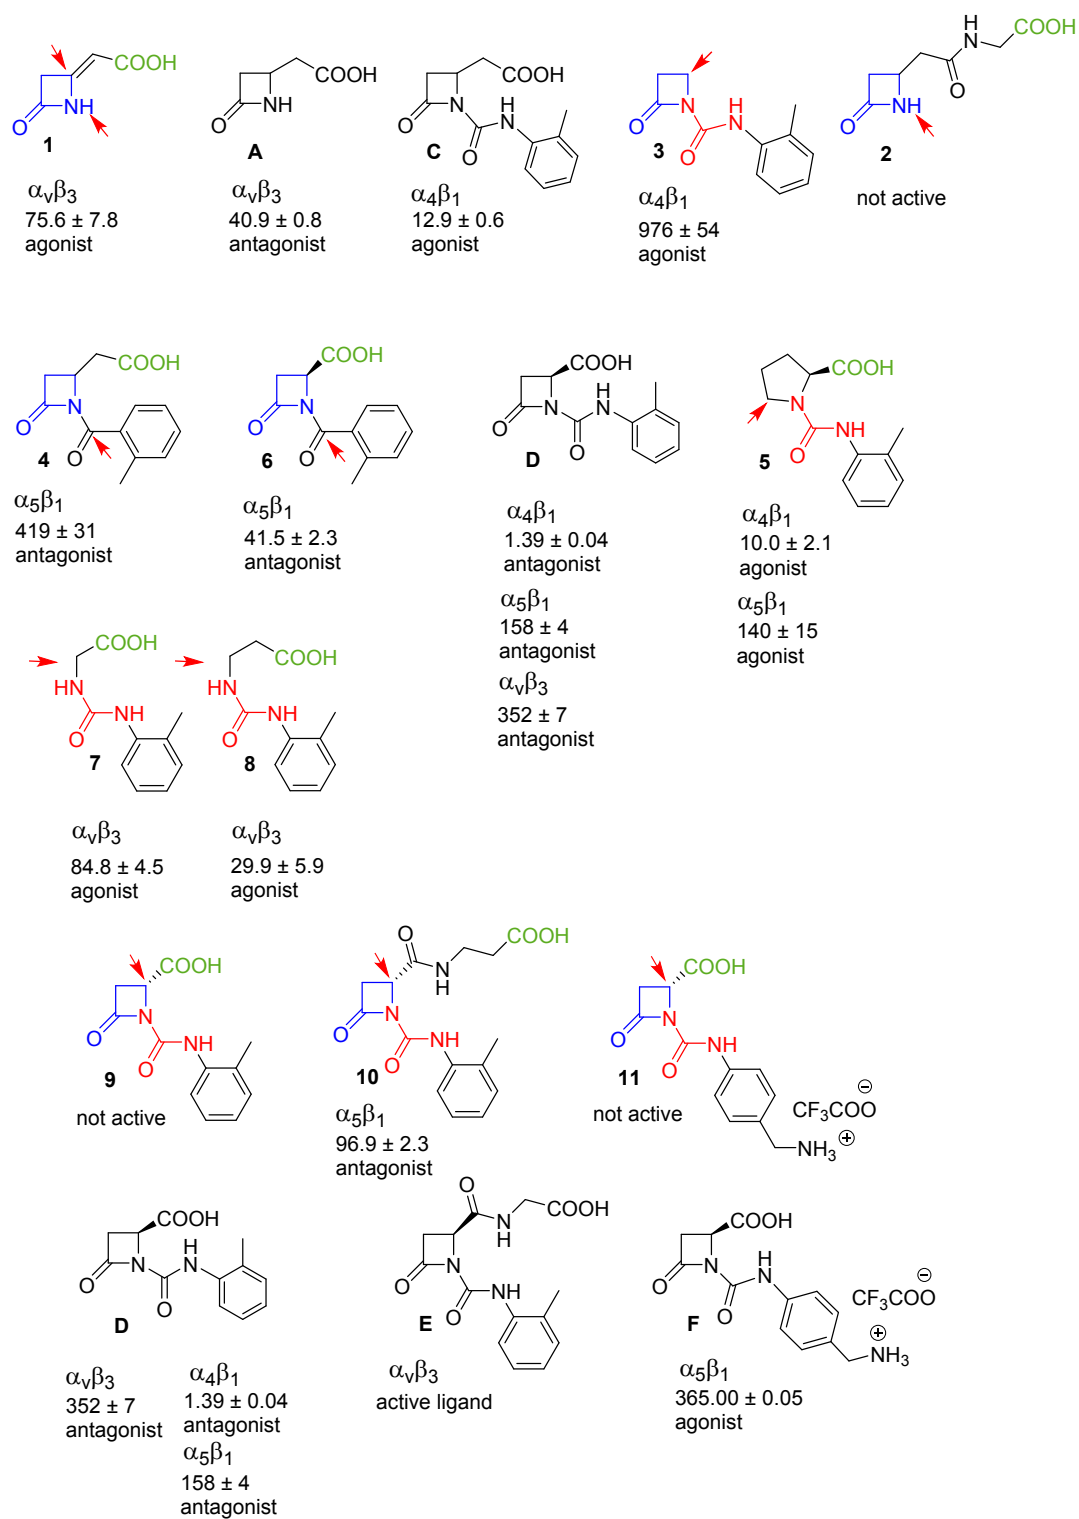 COOH
NH
O
1
αvβ3
75.6 ± 7.8
agonist
COOH
NH
O
A
αvβ3
40.9 ± 0.8
antagonist
COOH
N
O
H
N
O
C
α4β1
12.9 ± 0.6
agonist
O
N
NH
O
3
α4β1
976 ± 54
agonist
H
N
COOH
O
NH
O
2
not active
COOH
N
O
O
4
α5β1
419 ± 31
antagonist
COOH
N
O
O
6
α5β1
41.5 ± 2.3
antagonist
COOH
H
N
N
O
O
D
α4β1
1.39 ± 0.04
antagonist
α5β1
158 ± 4
antagonist
αvβ3
352 ± 7
antagonist
COOH
N
NH
O
5
α4β1
10.0 ± 2.1
agonist
α5β1
140 ± 15
agonist
COOH
HN
NH
O
7
αvβ3
84.8 ± 4.5
agonist
COOH
HN
NH
O
8
αvβ3
29.9 ± 5.9
agonist
COOH
N
O
NH
O
9
not active
O
COOH
N
H
N
O
NH
O
10
α5β1
96.9 ± 2.3
antagonist
COOH
N
O
NH
O
11
not active
CF3COO
−
NH3
+
COOH
H
N
N
O
O
D
αvβ3
352 ± 7
antagonist
α4β1
1.39 ± 0.04
antagonist
α5β1
158 ± 4
antagonist
O
COOH
N
H
N
O
NH
O
E
αvβ3
active ligand
COOH
N
O
H
N
O
F
CF3COO
−
NH3
+
α5β1
365.00 ± 0.05
agonist